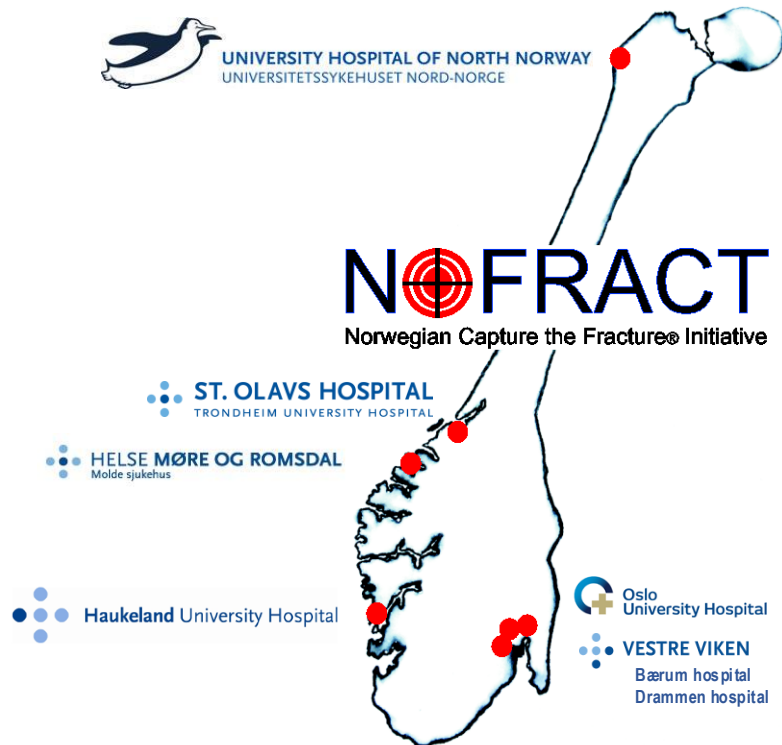 UNIVERSITY HOSPITAL OF NORTH NORWAY
UNIVERSITETSSYKEHUSET NORD-NORGE
NOFRACT
Norwegian Capture the Fracture® Initiative
ST. OLAVS HOSPITAL
TRONDHEIM UNIVERSITY HOSPITAL
HELSE MØRE OG ROMSDAL
Molde sjukehus
Haukeland University Hospital
Oslo
University Hospital
VESTRE VIKEN
Bærum hospital
Drammen hospital